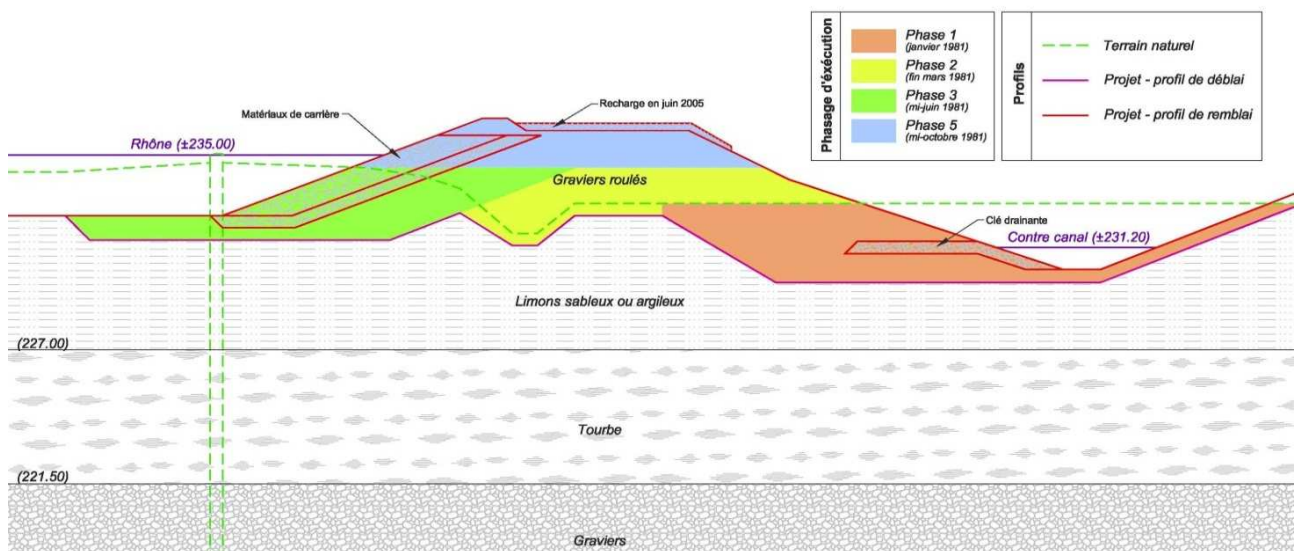 Phasage d'éxécution
Phase 1
(janvier 1981)
Phase 2
(fin mars 1981)
Phase 3
(mi-juin 1981)
Phase 5
(mi-octobre 1981)
Profils
Terrain naturel
Projet - profil de déblai
Projet - profil de remblai
Matériaux de carrière
Recharge en juin 2005
Rhône (±235.00)
Graviers roulés
Clé drainante
Contre canal (±231.20)
Limons sableux ou argileux
(227.00)
Tourbe
(221.50)
Graviers